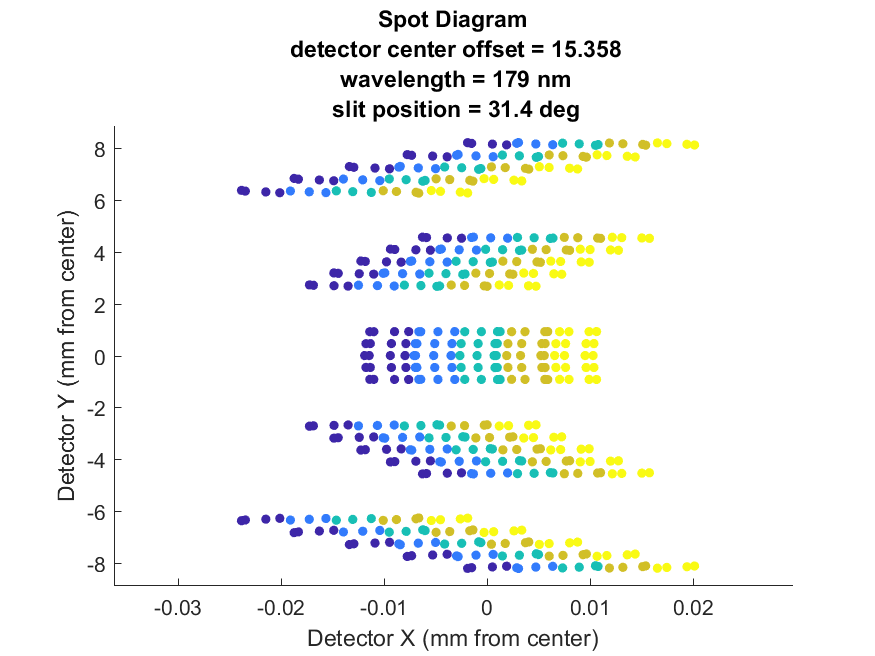 Spot Diagram
detector center offset = 15.358
wavelength = 179 nm
slit position = 31.4 deg
8
6
4
2
0
-2
-4
-6
-8
Detector Y (mm from center)
-0.03 -0.02 -0.01 0 0.01 0.02
Detector X (mm from center)